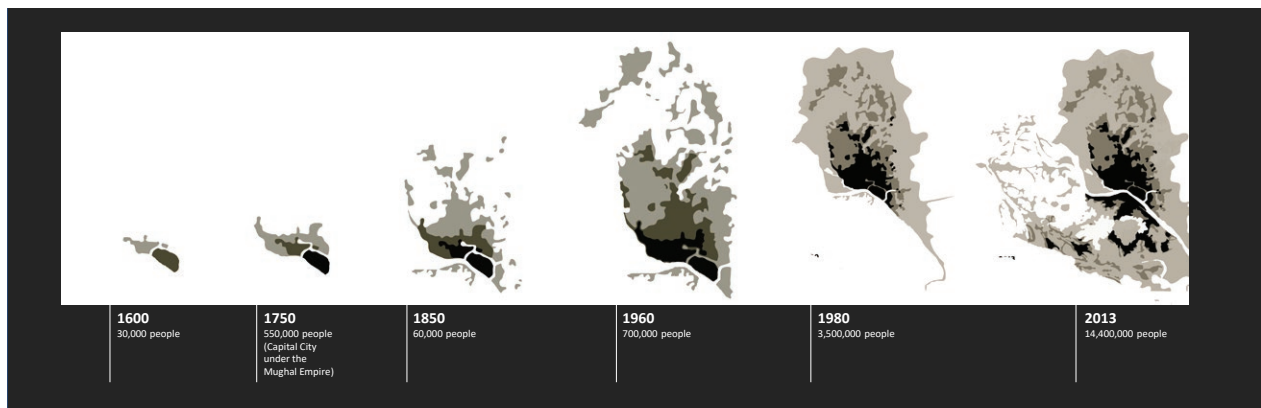 1600
30,000 people
1750
550,000 people
(Capital City
under the
Mughal Empire)
1850
60,000 people
1960
700,000 people
1980
3,500,000 people
2013
14,400,000 people